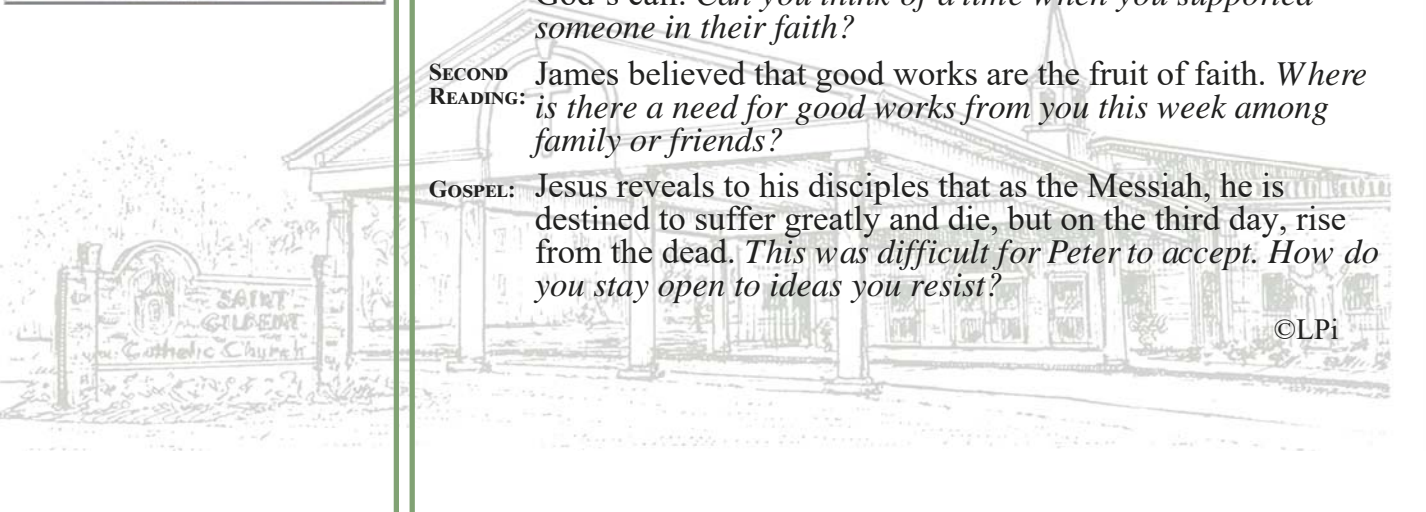 God's call. Can you think of a time when you supported
someone in their faith?
SECOND
READING:
James believed that good works are the fruit of faith. Where
is there a need for good works from you this week among
family or friends?
GOSPEL:
Jesus reveals to his disciples that as the Messiah, he is
destined to suffer greatly and die, but on the third day, rise
from the dead. This was difficult for Peter to accept. How do
you stay open to ideas you resist?
©LPi
SAINT
GILBERT
Catholic Church